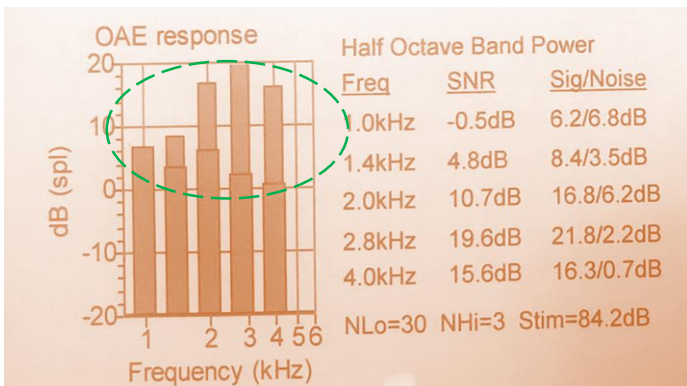 OAE response
20
10
0
-10
-20
dB (spl)
1 2 3 4 5 6
Frequency (kHz)
Half Octave Band Power
Freq SNR Sig/Noise
1.0kHz -0.5dB 6.2/6.8dB
1.4kHz 4.8dB 8.4/3.5dB
2.0kHz 10.7dB 16.8/6.2dB
2.8kHz 19.6dB 21.8/2.2dB
4.0kHz 15.6dB 16.3/0.7dB
NLo=30 NHi=3 Stim=84.2dB